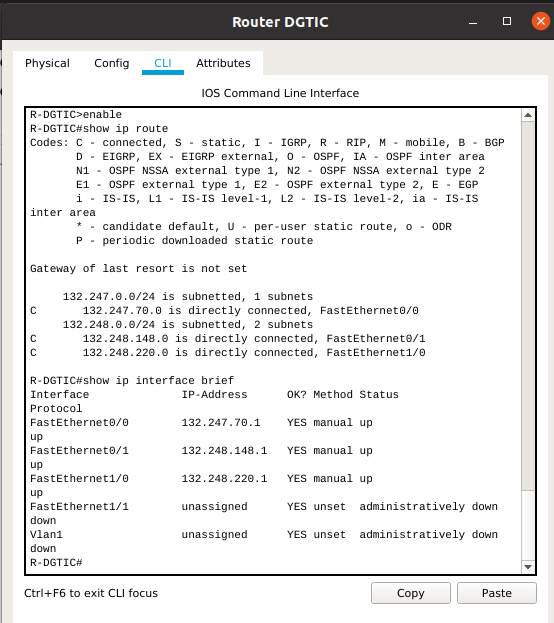 Router DGTIC
Physical Config CLI Attributes
IOS Command Line Interface
R-DGTIC>enable
R-DGTIC#show ip route
Codes: C - connected, S - static, I - IGRP, R - RIP, M - mobile, B - BGP
       D - EIGRP, EX - EIGRP external, O - OSPF, IA - OSPF inter area
       N1 - OSPF NSSA external type 1, N2 - OSPF NSSA external type 2
       E1 - OSPF external type 1, E2 - OSPF external type 2, E - EGP
       i - IS-IS, L1 - IS-IS level-1, L2 - IS-IS level-2, ia - IS-IS
inter area
       * - candidate default, U - per-user static route, o - ODR
       P - periodic downloaded static route
Gateway of last resort is not set
     132.247.0.0/24 is subnetted, 1 subnets
C       132.247.70.0 is directly connected, FastEthernet0/0
     132.248.0.0/24 is subnetted, 2 subnets
C       132.248.148.0 is directly connected, FastEthernet0/1
C       132.248.220.0 is directly connected, FastEthernet1/0
R-DGTIC#show ip interface brief
Interface              IP-Address      OK? Method Status
Protocol
FastEthernet0/0        132.247.70.1    YES manual up
up
FastEthernet0/1        132.248.148.1   YES manual up
up
FastEthernet1/0        132.248.220.1   YES manual up
up
FastEthernet1/1        unassigned      YES unset  administratively down
down
Vlan1                  unassigned      YES unset  administratively down
down
R-DGTIC#
Ctrl+F6 to exit CLI focus Copy Paste